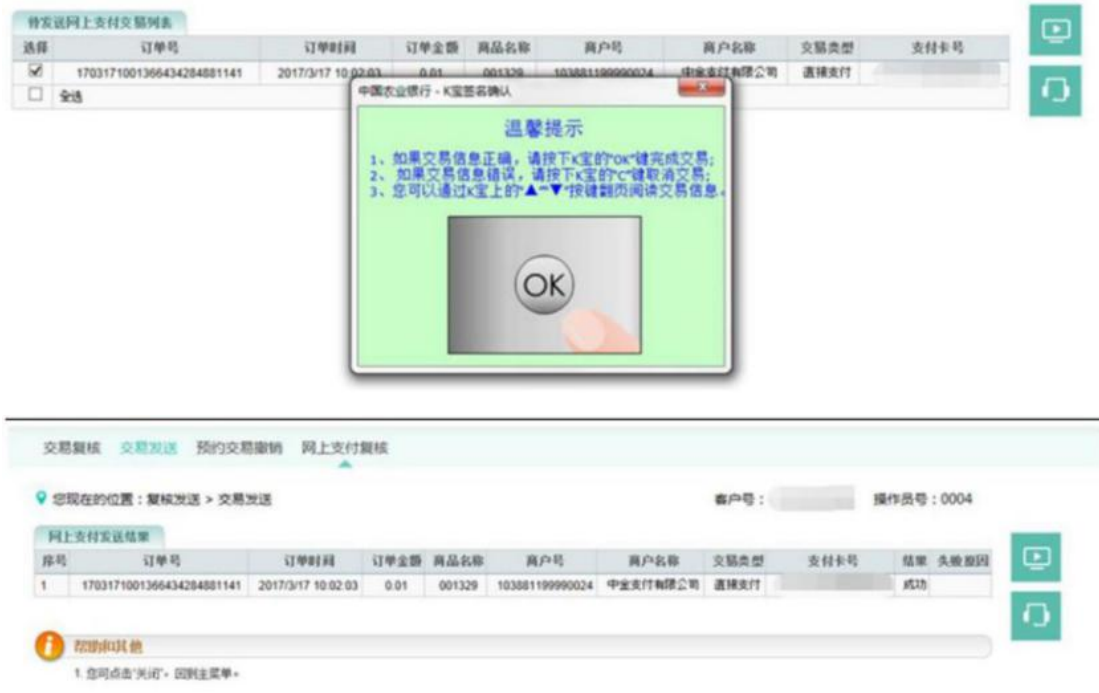 待发送网上支付交易列表
选择 订单号 订单时间 订单金额 商品名称 商户号 商户名称 交易类型 支付卡号
170317100136643428488 1141 2017/3/17 10:02:03 0.01 001329 103881199990024 中金支付有限公司 直接支付
全选
中国农业银行 - K宝签名确认
温馨提示
1、如果交易信息正确，请按下K宝的"OK"键完成交易;
2、如果交易信息错误，请按下K宝的"C"键取消交易;
3、您可以通过K宝上的"▲""▼"按键翻页阅读交易信息。
OK
交易复核 交易发送 预约交易撤销 网上支付复核
您现在的位置：复核发送 > 交易发送 客户号： 操作员号：0004
网上支付发送结果
序号 订单号 订单时间 订单金额 商品名称 商户号 商户名称 交易类型 支付卡号 结果 失败原因
1 1703171001366434284881141 2017/3/17 10:02:03 0.01 001329 103881199990024 中金支付有限公司 直接支付 成功
帮助和其他
1. 您可点击"关闭"，回到主菜单。